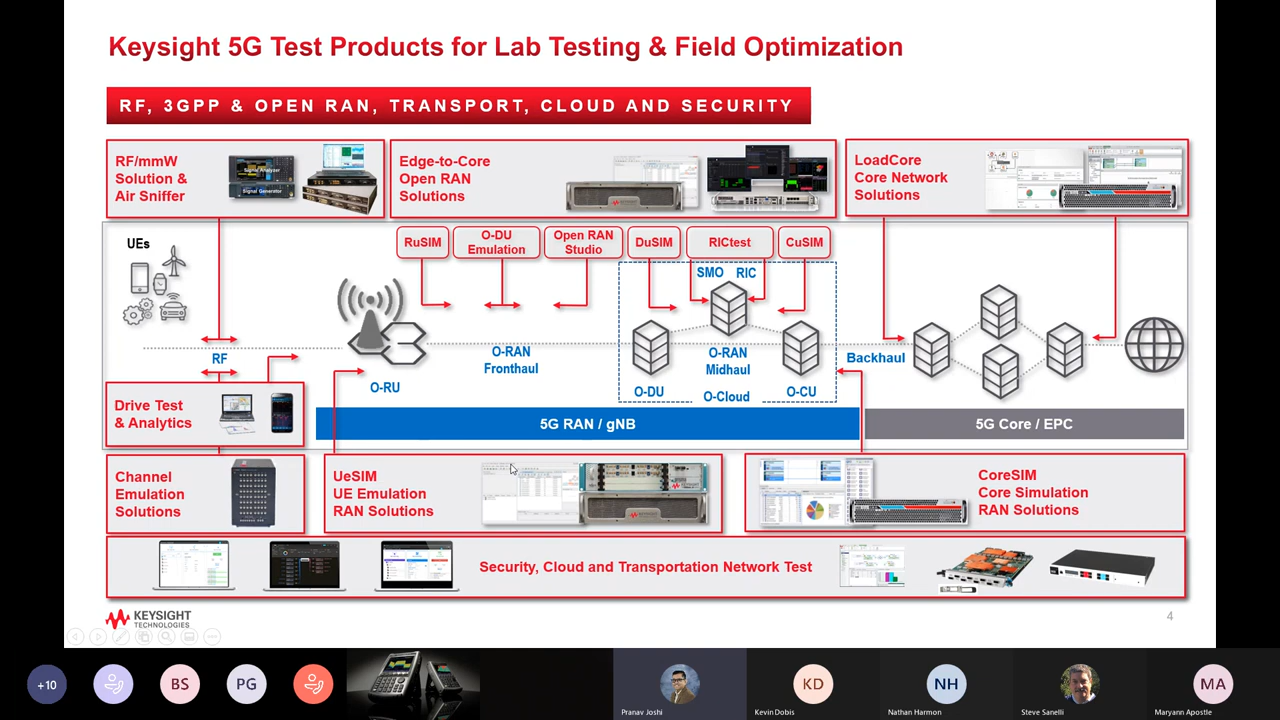 Keysight 5G Test Products for Lab Testing & Field Optimization
RF, 3GPP & OPEN RAN, TRANSPORT, CLOUD AND SECURITY
RF/mmW
Solution &
Air Sniffer
Signal Analyzer
Signal Generator
Edge-to-Core
Open RAN
Solutions
LoadCore
Core Network
Solutions
UEs
RuSIM
O-DU
Emulation
Open RAN
Studio
DuSIM
RICtest
CuSIM
SMO
RIC
RF
O-RU
O-RAN
Fronthaul
O-DU
O-RAN
Midhaul
O-Cloud
O-CU
Backhaul
5G RAN / gNB
5G Core / EPC
Drive Test
& Analytics
Channel
Emulation
Solutions
UeSIM
UE Emulation
RAN Solutions
CoreSIM
Core Simulation
RAN Solutions
Security, Cloud and Transportation Network Test
KEYSIGHT
TECHNOLOGIES
4
+10
BS
PG
Pranav Joshi
KD
Kevin Dobis
NH
Nathan Harmon
Steve Sanelli
MA
Maryann Apostle